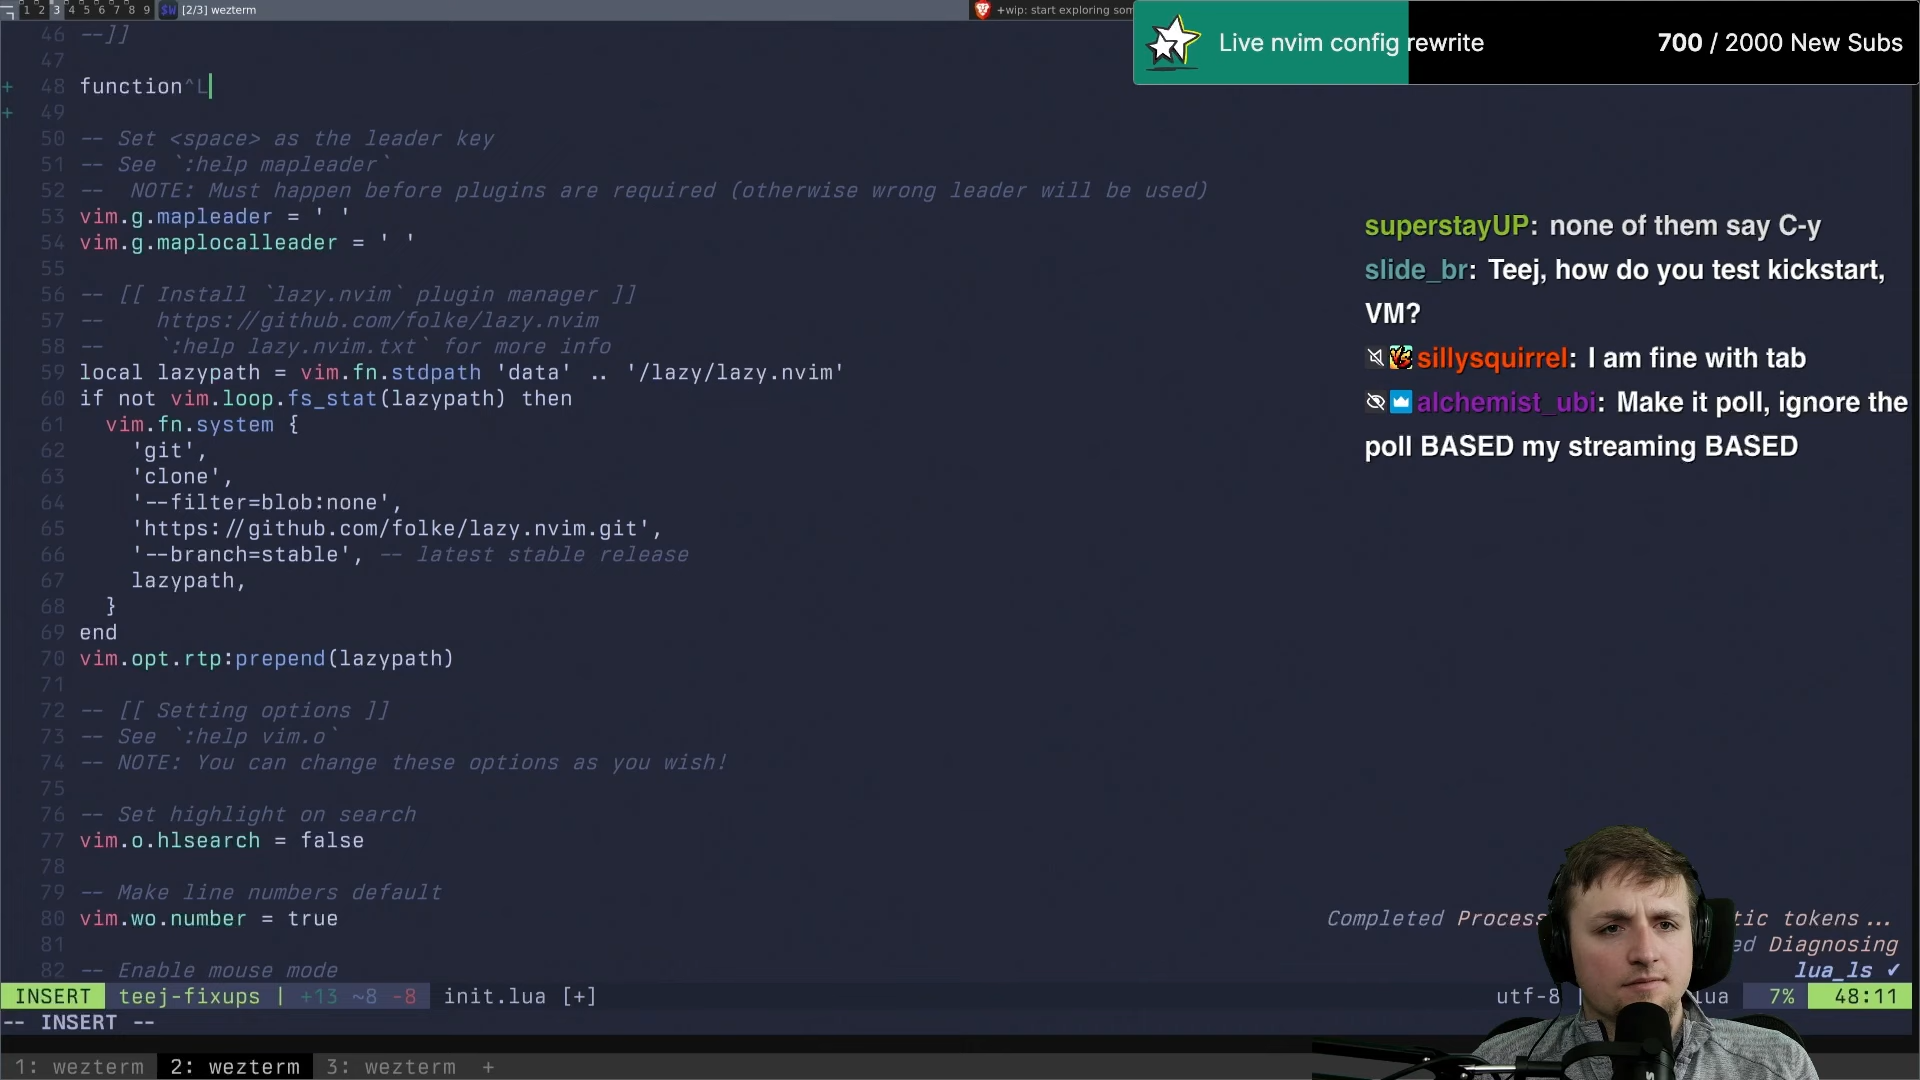 1 2 3 4 5 6 7 8 9 $W [2/3] wezterm
+wip: start exploring som
Live nvim config rewrite 700 / 2000 New Subs
46 --]]
47
+ 48 function^L
+ 49
50 -- Set <space> as the leader key
51 -- See `:help mapleader`
52 --  NOTE: Must happen before plugins are required (otherwise wrong leader will be used)
53 vim.g.mapleader = ' '
54 vim.g.maplocalleader = ' '
55
56 -- [[ Install `lazy.nvim` plugin manager ]]
57 --    https://github.com/folke/lazy.nvim
58 --    `:help lazy.nvim.txt` for more info
59 local lazypath = vim.fn.stdpath 'data' .. '/lazy/lazy.nvim'
60 if not vim.loop.fs_stat(lazypath) then
61   vim.fn.system {
62     'git',
63     'clone',
64     '--filter=blob:none',
65     'https://github.com/folke/lazy.nvim.git',
66     '--branch=stable', -- latest stable release
67     lazypath,
68   }
69 end
70 vim.opt.rtp:prepend(lazypath)
71
72 -- [[ Setting options ]]
73 -- See `:help vim.o`
74 -- NOTE: You can change these options as you wish!
75
76 -- Set highlight on search
77 vim.o.hlsearch = false
78
79 -- Make line numbers default
80 vim.wo.number = true
81
82 -- Enable mouse mode
superstayUP: none of them say C-y
slide_br: Teej, how do you test kickstart,
VM?
sillysquirrel: I am fine with tab
alchemist_ubi: Make it poll, ignore the
poll BASED my streaming BASED
Completed Process tic tokens...
ed Diagnosing
lua_ls ✓
INSERT teej-fixups | +13 ~8 -8 init.lua [+] utf-8 | lua 7% 48:11
-- INSERT --
1: wezterm 2: wezterm 3: wezterm +